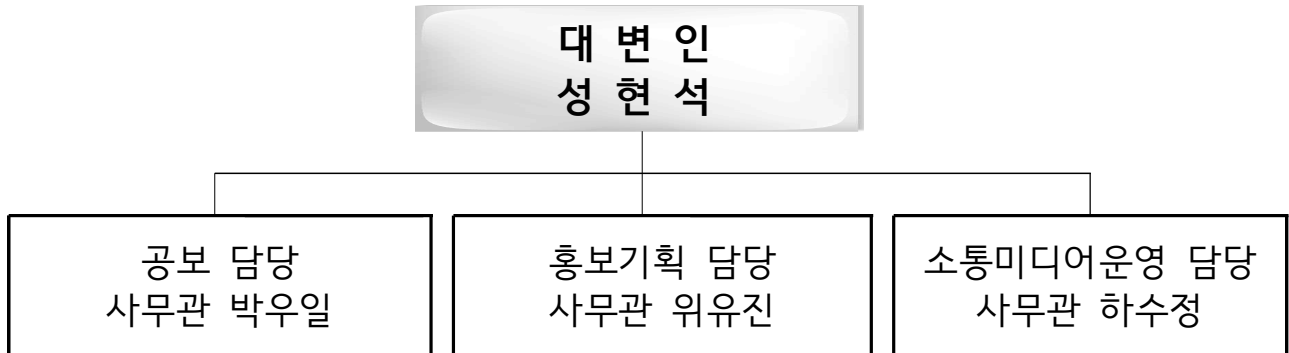 대 변 인
성 현 석
공보 담당
사무관 박우일
홍보기획 담당
사무관 위유진
소통미디어운영 담당
사무관 하수정